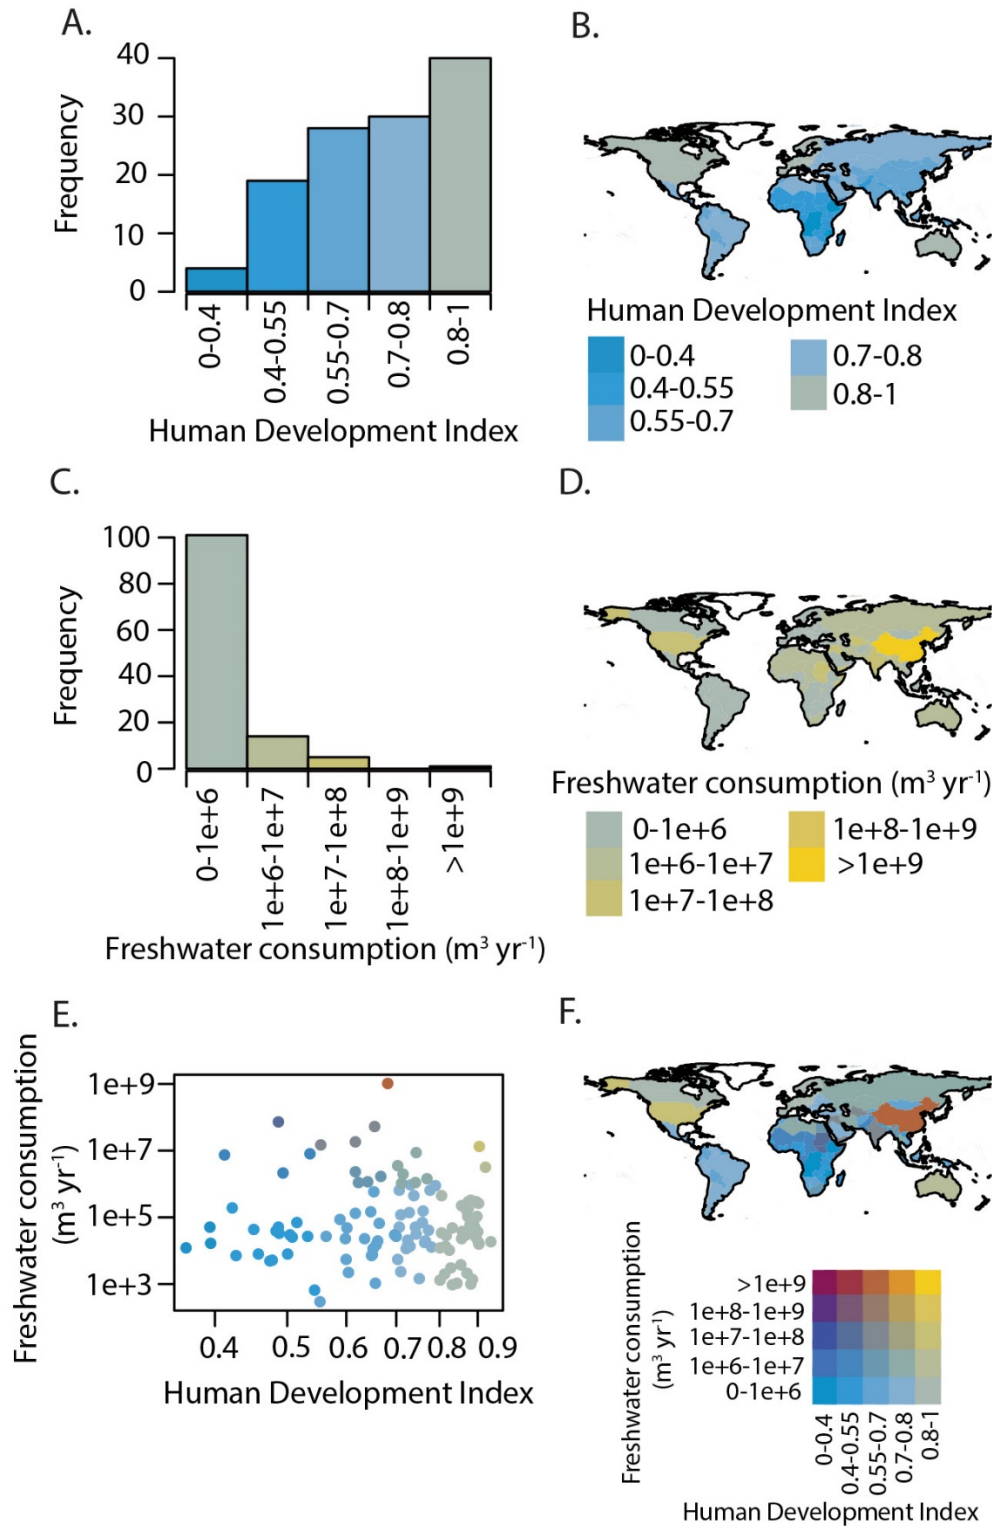 A.
Frequency
40
30
20
10
0
0-0.4
0.4-0.55
0.55-0.7
0.7-0.8
0.8-1
Human Development Index
B.
Human Development Index
0-0.4
0.4-0.55
0.55-0.7
0.7-0.8
0.8-1
C.
Frequency
100
80
60
40
20
0
0-1e+6
1e+6-1e+7
1e+7-1e+8
1e+8-1e+9
>1e+9
Freshwater consumption (m³ yr⁻¹)
D.
Freshwater consumption (m³ yr⁻¹)
0-1e+6
1e+6-1e+7
1e+7-1e+8
1e+8-1e+9
>1e+9
E.
Freshwater consumption
(m³ yr⁻¹)
1e+9
1e+7
1e+5
1e+3
0.4
0.5
0.6
0.7
0.8
0.9
Human Development Index
F.
Freshwater consumption
(m³ yr⁻¹)
>1e+9
1e+8-1e+9
1e+7-1e+8
1e+6-1e+7
0-1e+6
0-0.4
0.4-0.55
0.55-0.7
0.7-0.8
0.8-1
Human Development Index